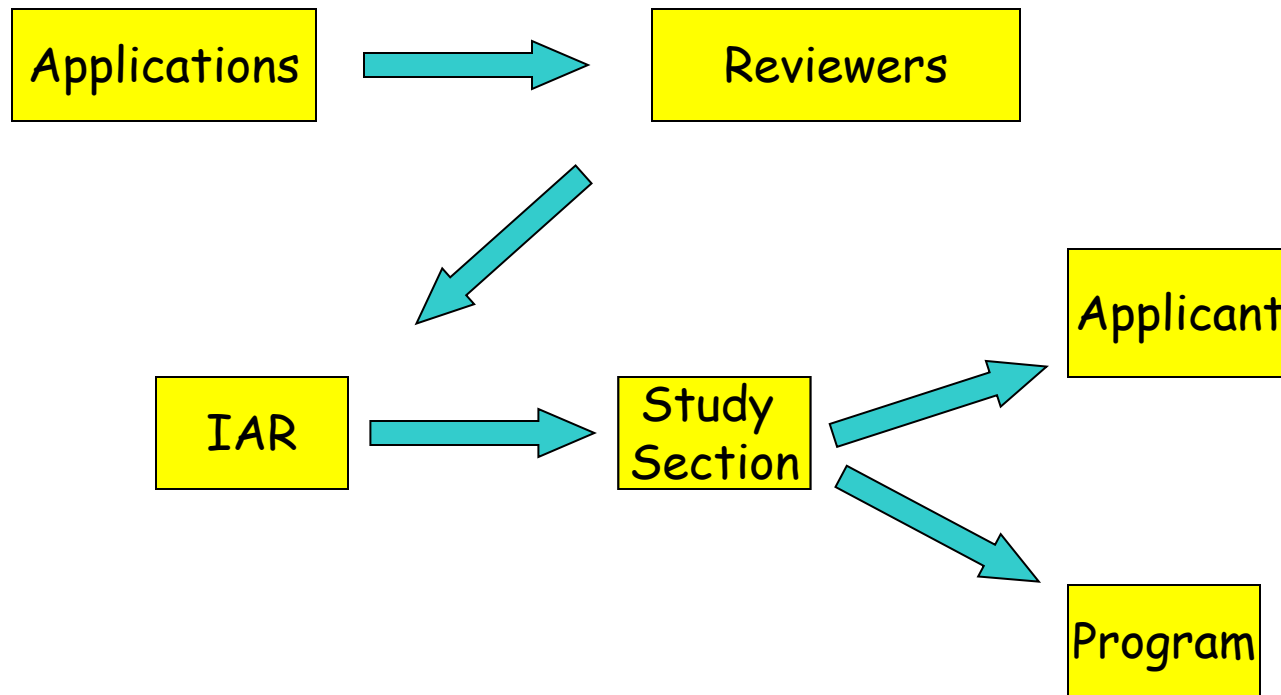 Applications
Reviewers
Applicant
IAR
Study
Section
Program